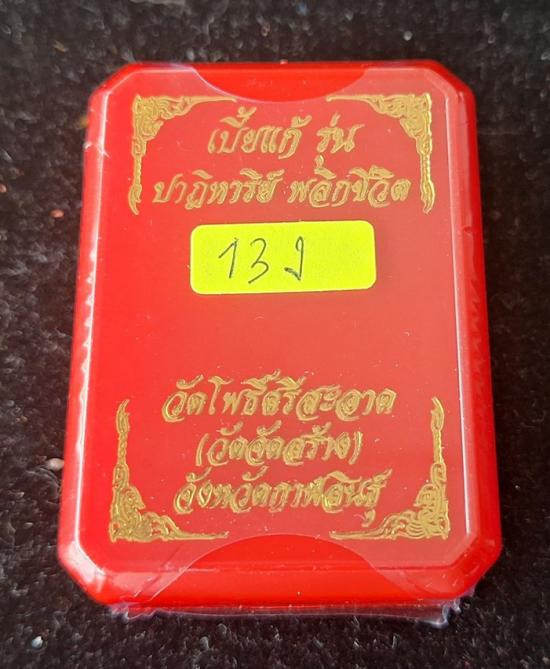 เบี้ยแก้ รุ่น
ปาฏิหาริย์ พลิกชีวิต
วัดโพธิ์ศรีสะอาด
(วัดจัดสร้าง)
จังหวัดกาฬสินธุ์